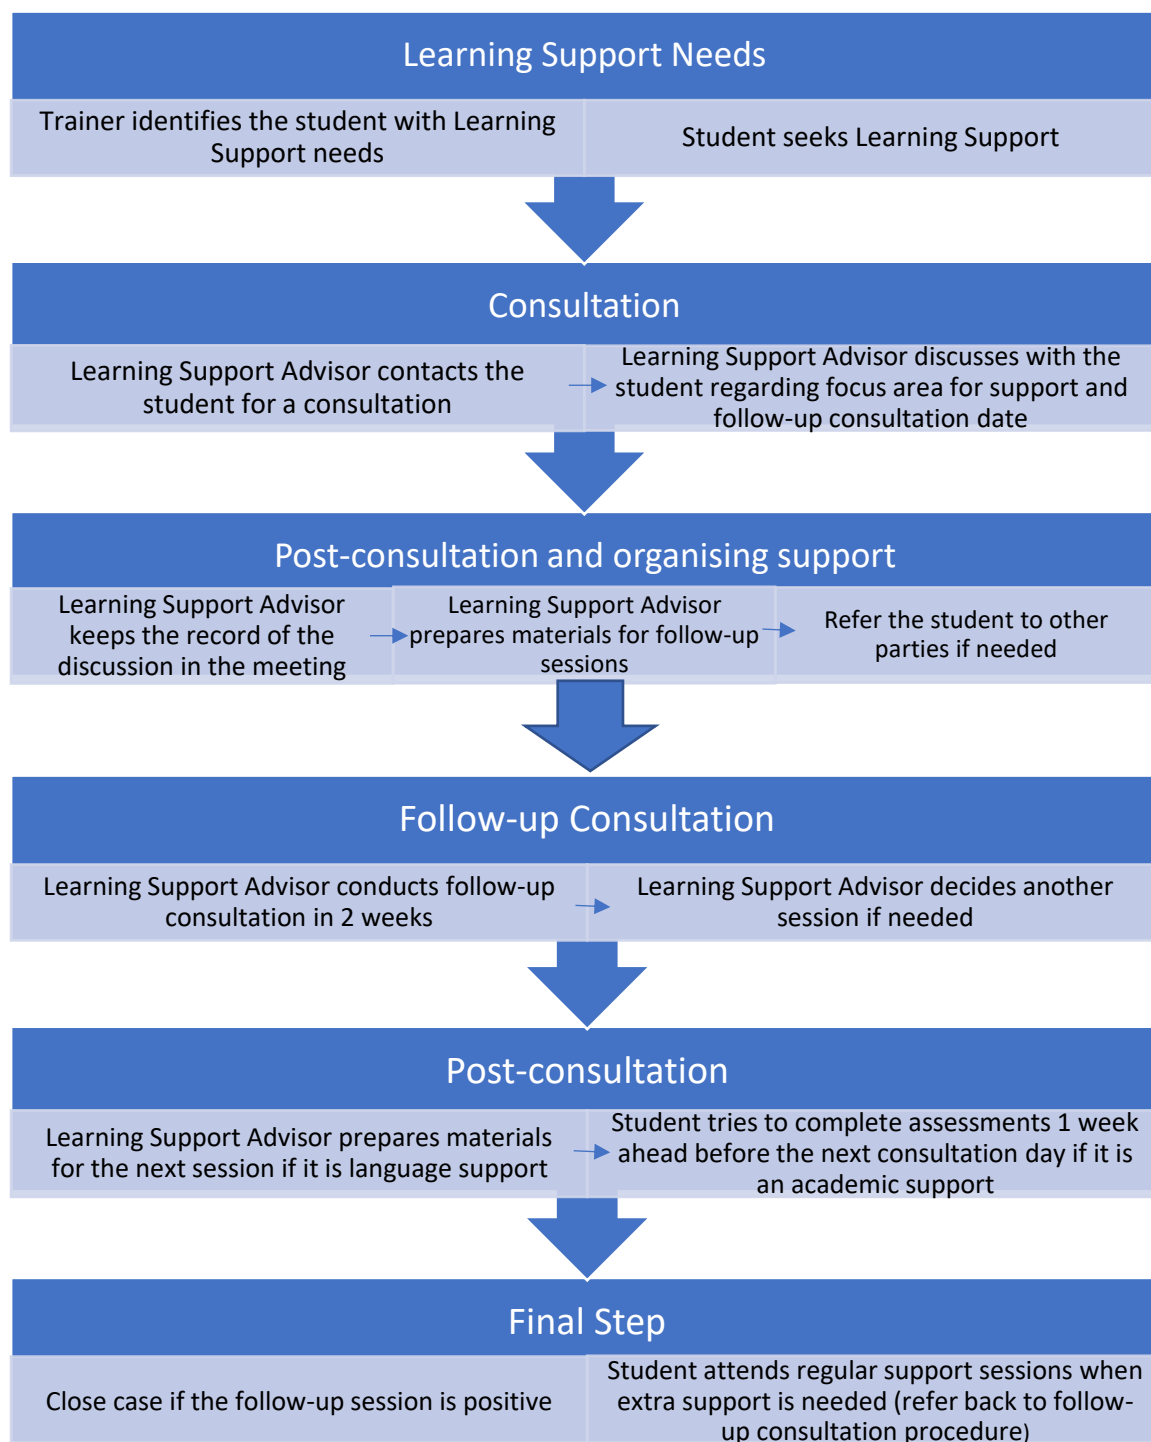 Learning Support Needs
Trainer identifies the student with Learning
Support needs
Student seeks Learning Support
Consultation
Learning Support Advisor contacts the
student for a consultation
Learning Support Advisor discusses with the
student regarding focus area for support and
follow-up consultation date
Post-consultation and organising support
Learning Support Advisor
keeps the record of the
discussion in the meeting
Learning Support Advisor
prepares materials for follow-up
sessions
Refer the student to other
parties if needed
Follow-up Consultation
Learning Support Advisor conducts follow-up
consultation in 2 weeks
Learning Support Advisor decides another
session if needed
Post-consultation
Learning Support Advisor prepares materials
for the next session if it is language support
Student tries to complete assessments 1 week
ahead before the next consultation day if it is
an academic support
Final Step
Close case if the follow-up session is positive
Student attends regular support sessions when
extra support is needed (refer back to follow-
up consultation procedure)